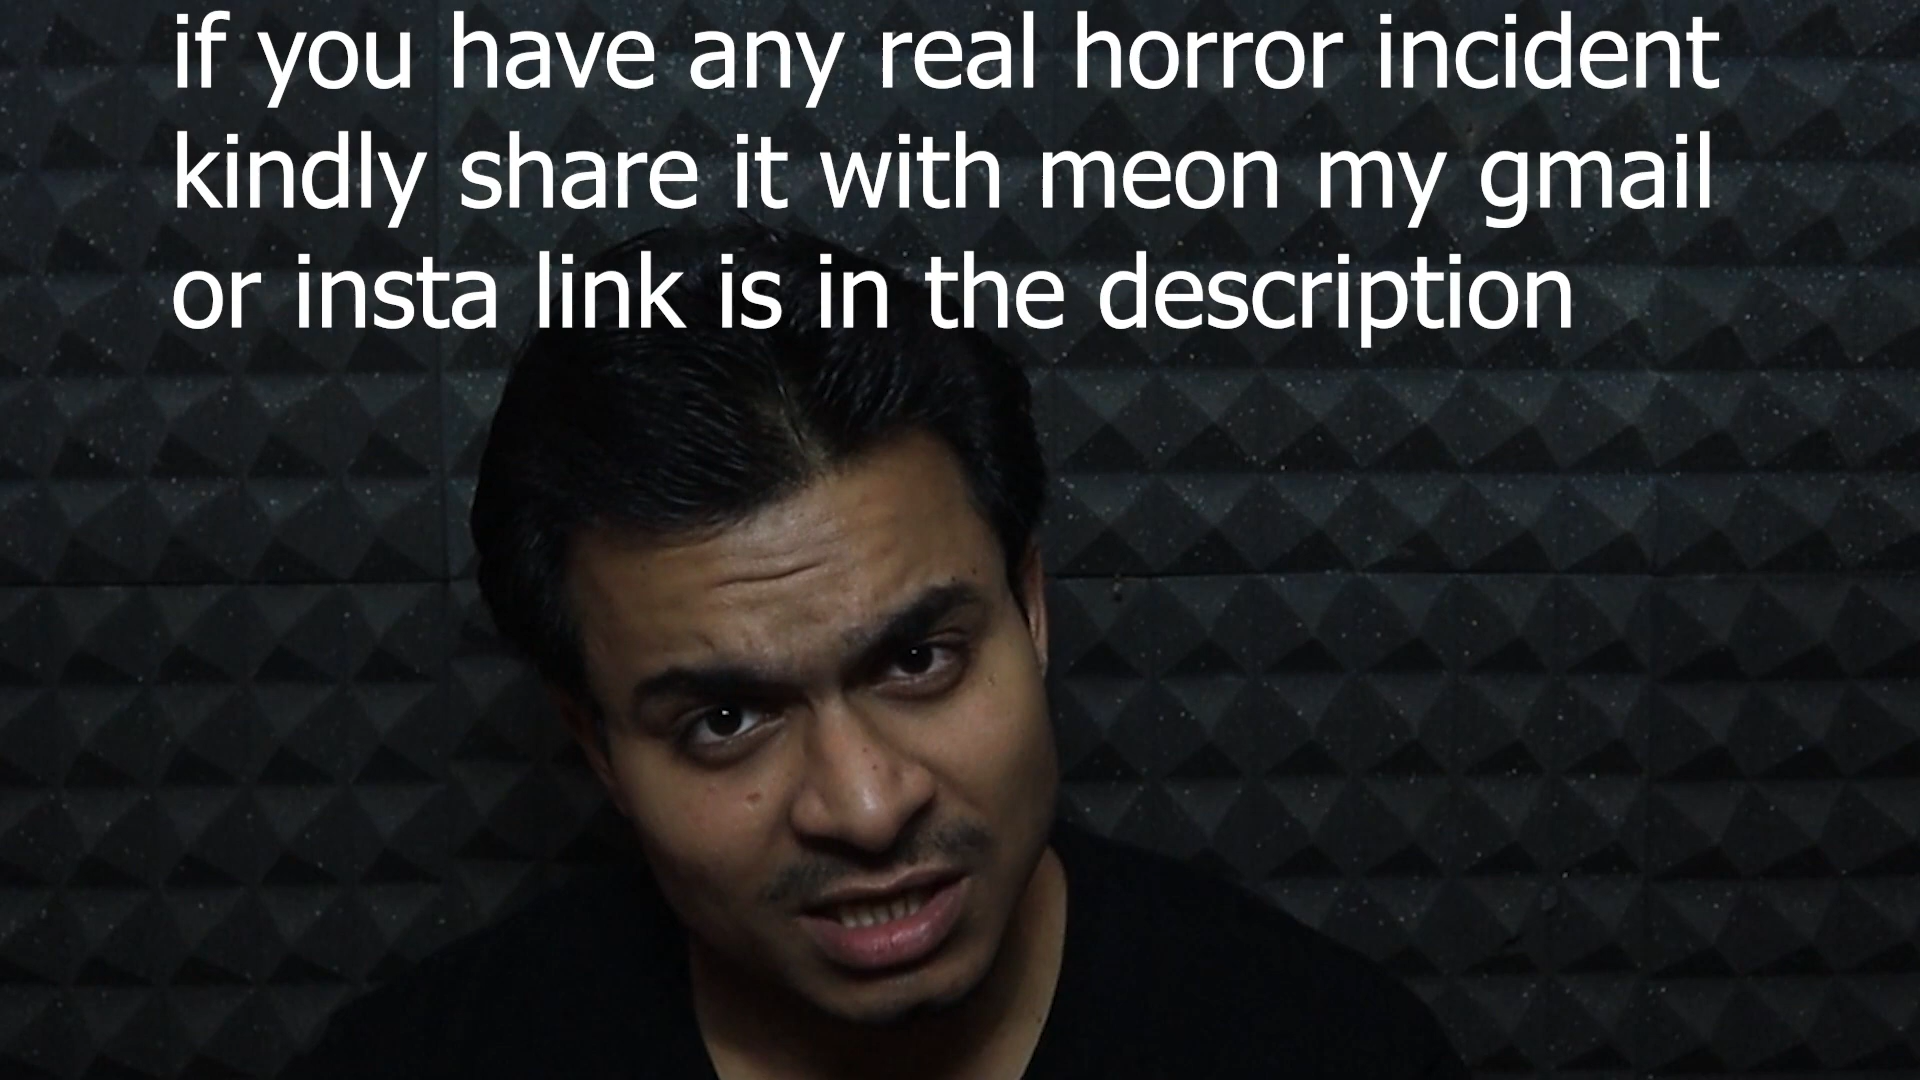 if you have any real horror incident
kindly share it with meon my gmail
or insta link is in the description